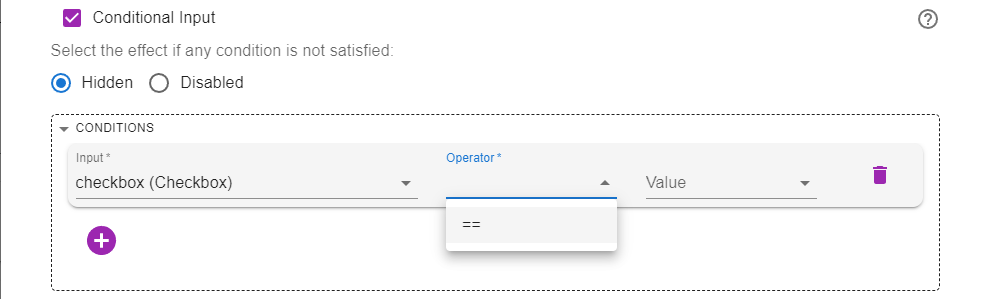 Conditional Input
Select the effect if any condition is not satisfied:
Hidden Disabled
CONDITIONS
Input * Operator *
checkbox (Checkbox) Value
==